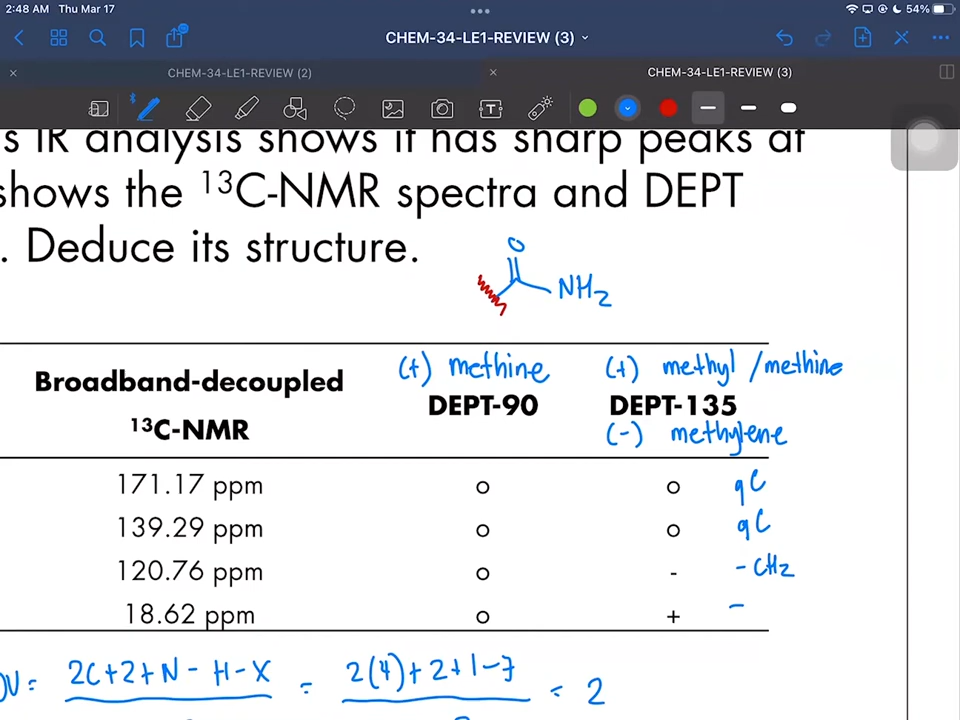 2:48 AM Thu Mar 17
54%
CHEM-34-LE1-REVIEW (3)
CHEM-34-LE1-REVIEW (2)
CHEM-34-LE1-REVIEW (3)
s IR analysis shows it has sharp peaks at
shows the ¹³C-NMR spectra and DEPT
. Deduce its structure.
O
NH₂
(+) methine (+) methyl /methine
Broadband-decoupled DEPT-90 DEPT-135
¹³C-NMR (-) methylene
171.17 ppm o o qC
139.29 ppm o o qC
120.76 ppm o - -CH2
18.62 ppm o + -
2C+2+N-H-X = 2(4)+2+1-7 = 2